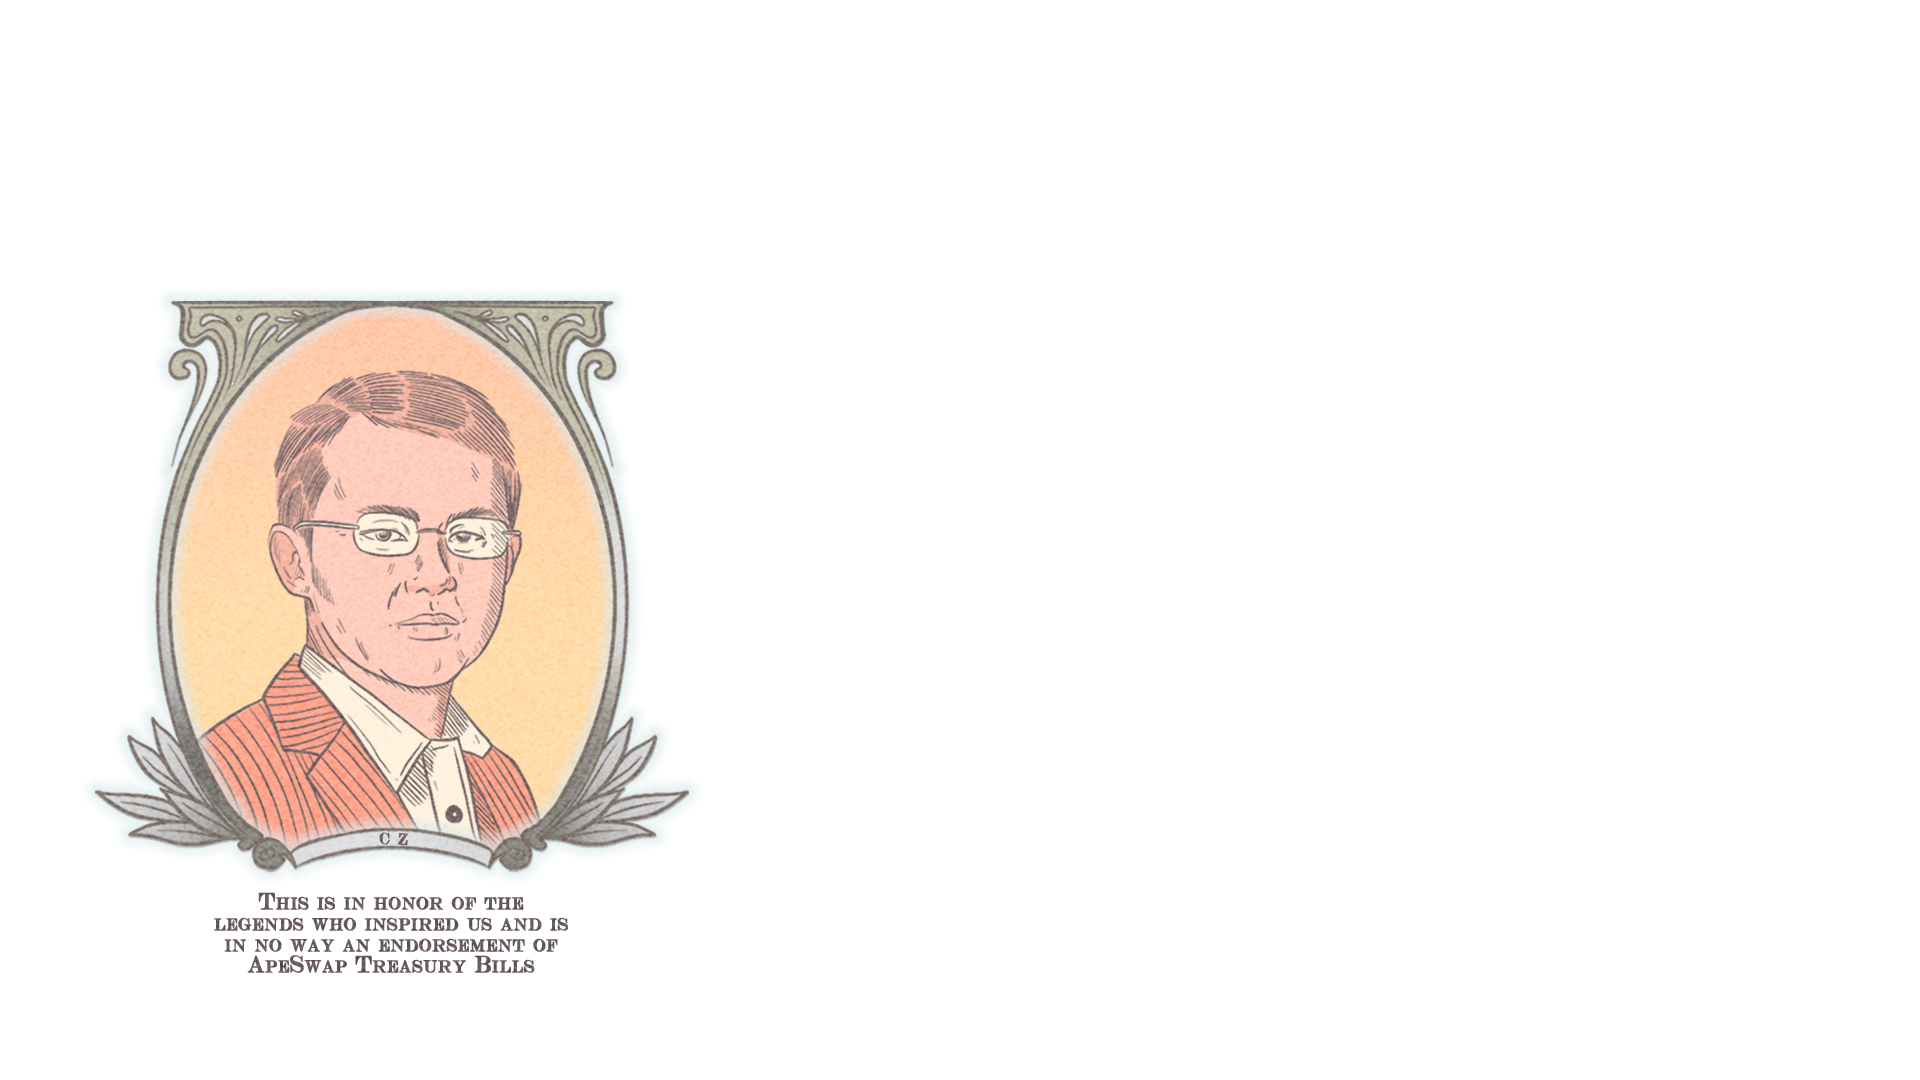 C Z
This is in honor of the
legends who inspired us and is
in no way an endorsement of
ApeSwap Treasury Bills